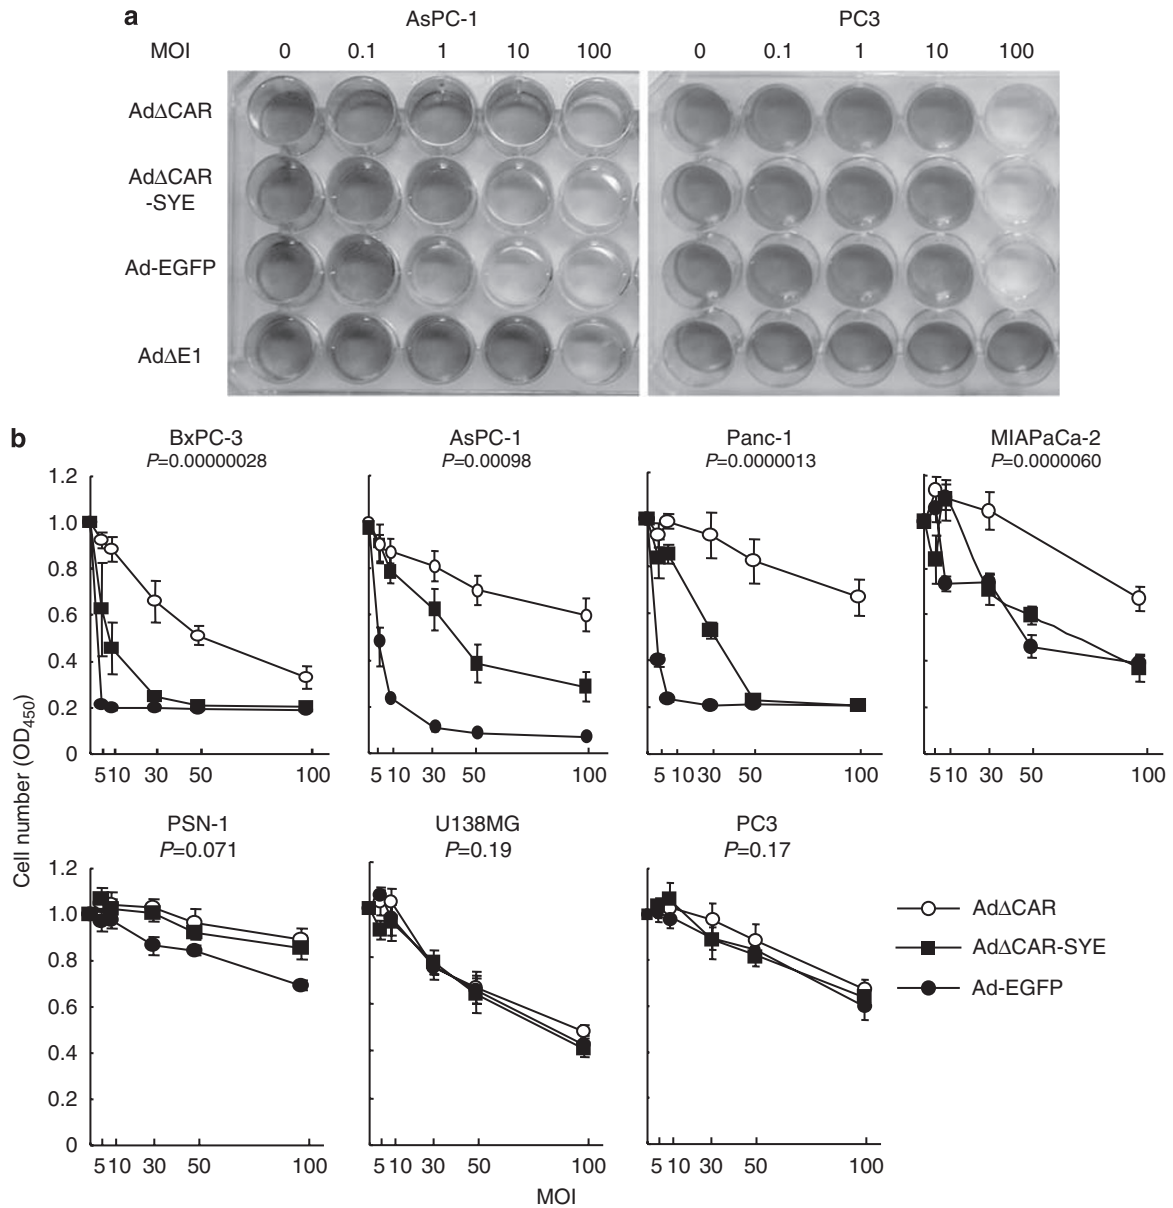 a
AsPC-1
PC3
MOI 0 0.1 1 10 100 0 0.1 1 10 100
AdΔCAR
AdΔCAR
-SYE
Ad-EGFP
AdΔE1
b
BxPC-3
P=0.00000028
AsPC-1
P=0.00098
Panc-1
P=0.0000013
MIAPaCa-2
P=0.0000060
Cell number (OD450)
1.2
1.0
0.8
0.6
0.4
0.2
0
5 10 30 50 100
5 10 30 50 100
5 10 30 50 100
5 10 30 50 100
PSN-1
P=0.071
U138MG
P=0.19
PC3
P=0.17
1.2
1.0
0.8
0.6
0.4
0.2
0
5 10 30 50 100
5 10 30 50 100
5 10 30 50 100
MOI
AdΔCAR
AdΔCAR-SYE
Ad-EGFP